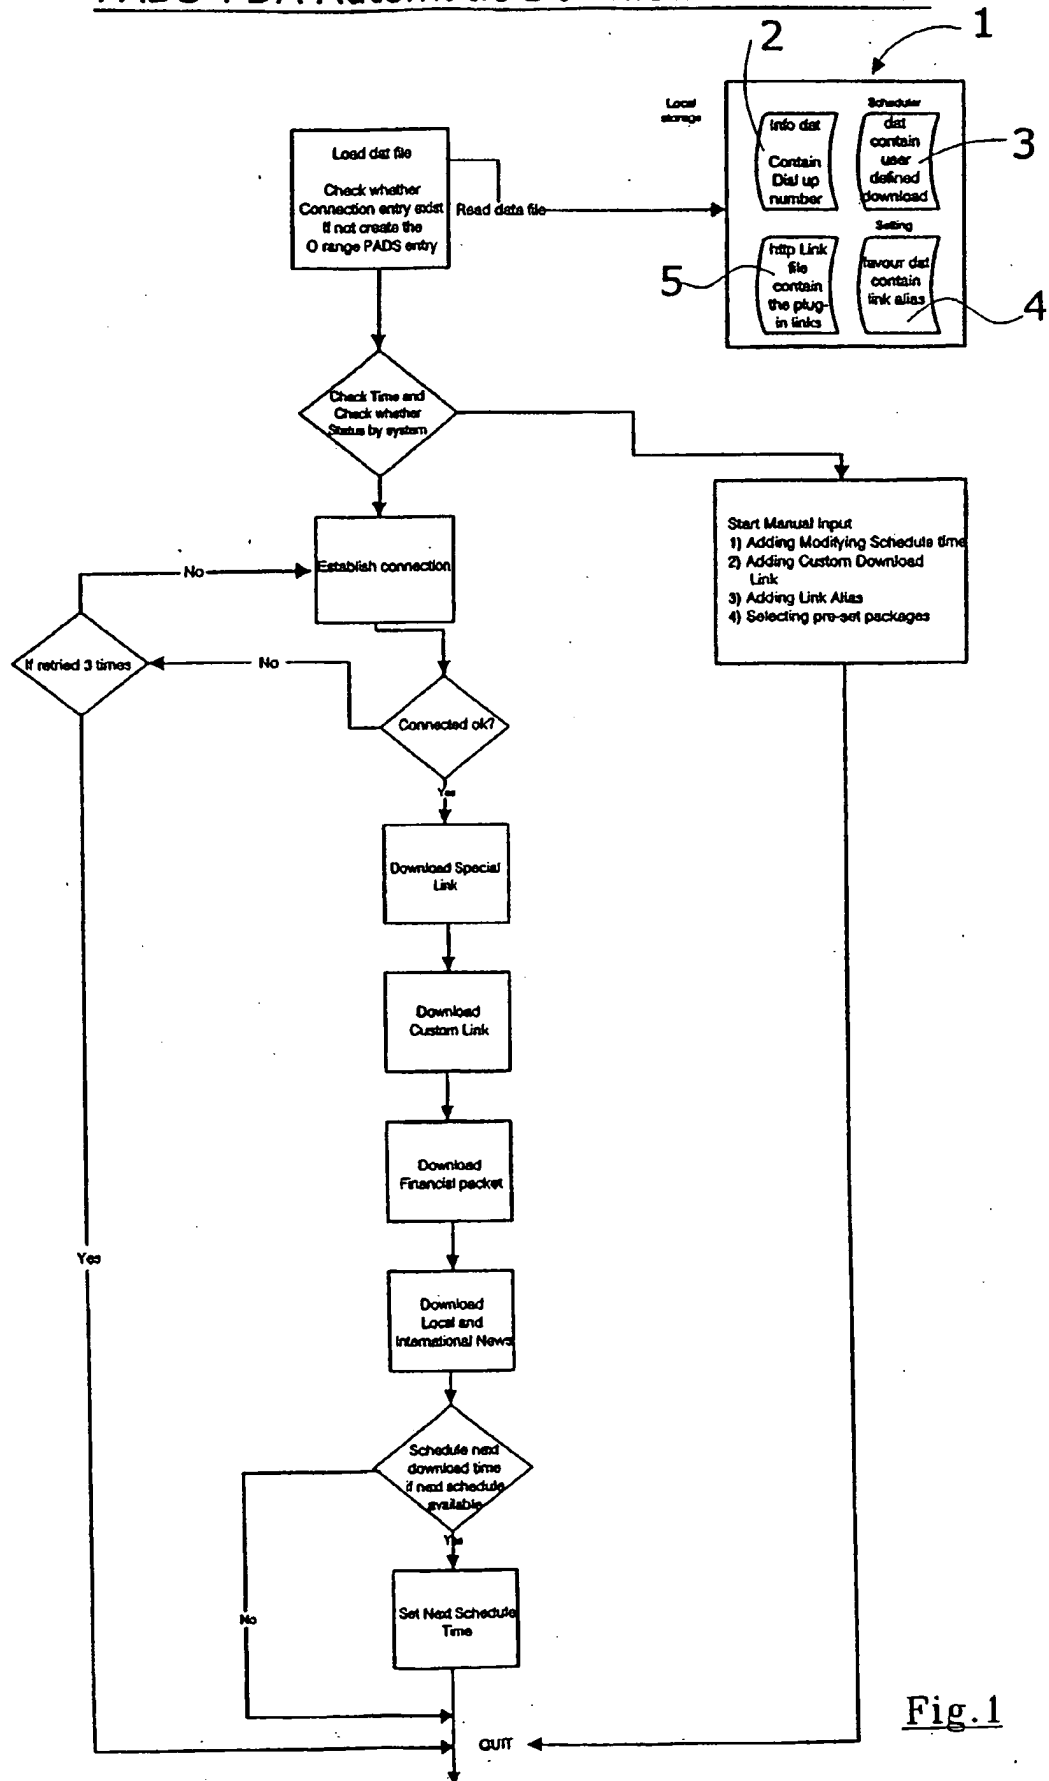 PADS PDA Automatic
2
1
Local
storage
Info dat
Contain
Dial up
number
Scheduler
dat
contain
user
defined
download
3
Load dat file
Check whether
Connection entry exist
If not create the
O range PADS entry
Read data file
5
http Link
file
contain
the plug-
in links
Setting
favour dat
contain
link alias
4
Check Time and
Check whether
Status by system
Start Manual Input
1) Adding Modifying Schedule time
2) Adding Custom Download
Link
3) Adding Link Alias
4) Selecting pre-set packages
No
Establish connection
If retried 3 times
No
Connected ok?
Yes
Download Special
Link
Download
Custom Link
Download
Financial packet
Yes
Download
Local and
International News
Schedule next
download time
if next schedule
available
Yes
No
Set Next Schedule
Time
QUIT
Fig.1